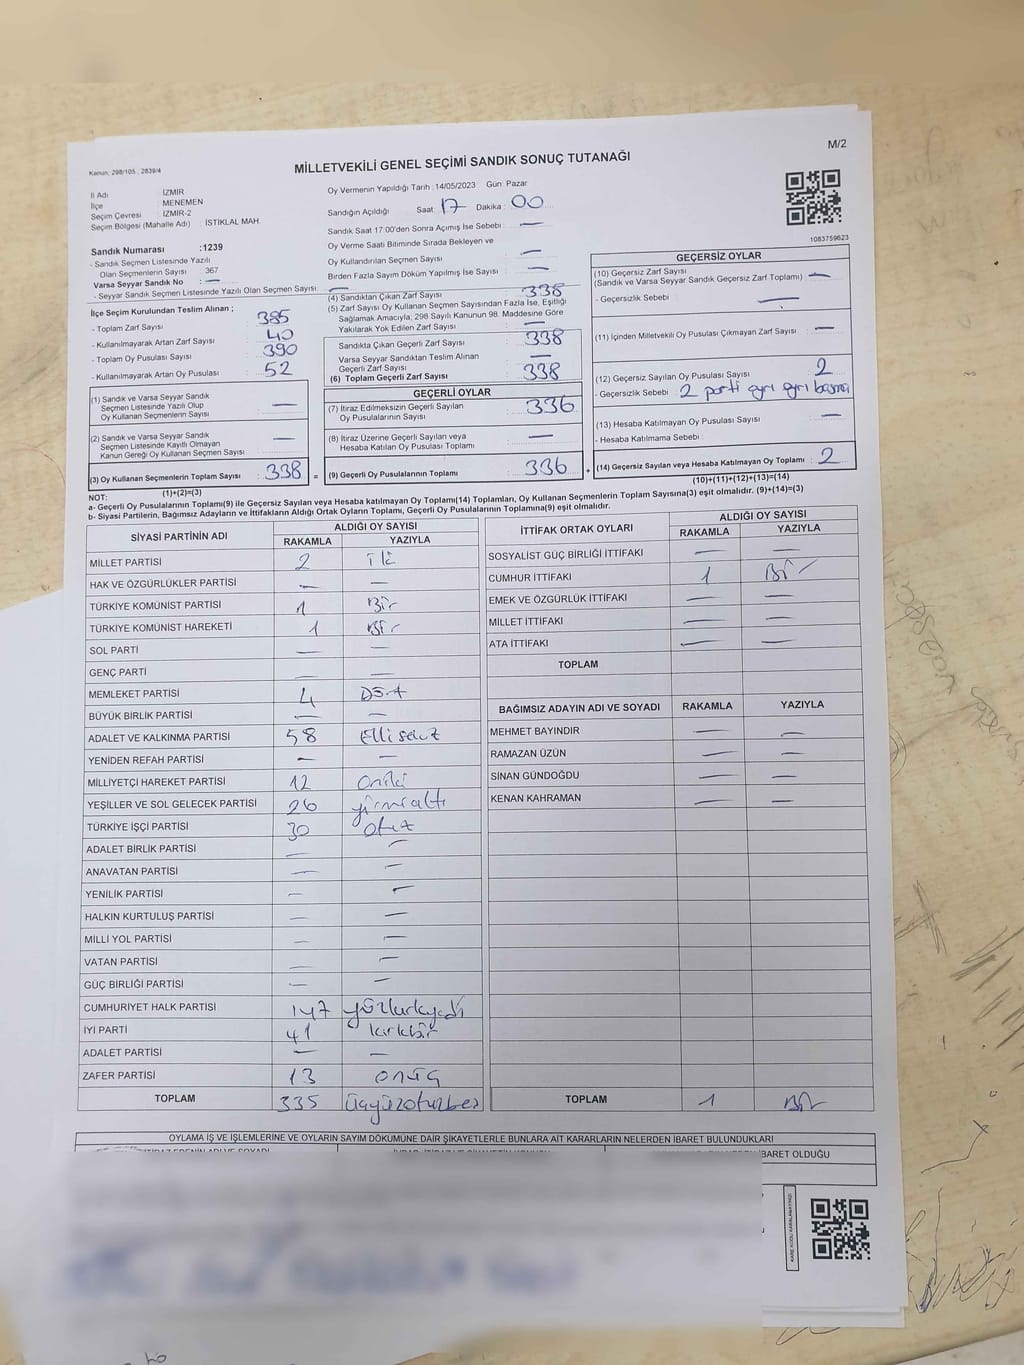 M/2
Kanun, 298/105 , 2839/4
MİLLETVEKİLİ GENEL SEÇİMİ SANDIK SONUÇ TUTANAĞI
İl Adı İZMİR
İlçe MENEMEN
Seçim Çevresi İZMİR-2
Seçim Bölgesi (Mahalle Adı) : İSTİKLAL MAH.
Sandık Numarası :1239
- Sandık Seçmen Listesinde Yazılı
Olan Seçmenlerin Sayısı 367
Varsa Seyyar Sandık No : —
- Seyyar Sandık Seçmen Listesinde Yazılı Olan Seçmen Sayısı: —
İlçe Seçim Kurulundan Teslim Alınan ;
- Toplam Zarf Sayısı : 385
- Kullanılmayarak Artan Zarf Sayısı : 40
- Toplam Oy Pusulası Sayısı : 390
- Kullanılmayarak Artan Oy Pusulası : 52
(1) Sandık ve Varsa Seyyar Sandık
Seçmen Listesinde Yazılı Olup
Oy Kullanan Seçmenlerin Sayısı : —
(2) Sandık ve Varsa Seyyar Sandık
Seçmen Listesinde Kayıtlı Olmayan
Kanun Gereği Oy Kullanan Seçmen Sayısı : —
(3) Oy Kullanan Seçmenlerin Toplam Sayısı : 338 =
(1)+(2)=(3)
Oy Vermenin Yapıldığı Tarih : 14/05/2023 Gün: Pazar
Sandığın Açıldığı Saat: 17 Dakika : 00
Sandık Saat 17.00'den Sonra Açımış İse Sebebi : —
Oy Verme Saati Bitiminde Sırada Bekleyen ve
Oy Kullandırılan Seçmen Sayısı : —
Birden Fazla Sayım Döküm Yapılmış İse Sayısı : —
(4) Sandıktan Çıkan Zarf Sayısı : 338
(5) Zarf Sayısı Oy Kullanan Seçmen Sayısından Fazla İse, Eşitliği
Sağlamak Amacıyla, 298 Sayılı Kanunun 98. Maddesine Göre
Yakılarak Yok Edilen Zarf Sayısı : —
Sandıkta Çıkan Geçerli Zarf Sayısı : 338
Varsa Seyyar Sandıktan Teslim Alınan
Geçerli Zarf Sayısı : —
(6) Toplam Geçerli Zarf Sayısı : 338
GEÇERLİ OYLAR
(7) İtiraz Edilmeksizin Geçerli Sayılan
Oy Pusulalarının Sayısı : 336
(8) İtiraz Üzerine Geçerli Sayılan veya
Hesaba Katılan Oy Pusulası Toplamı : —
(9) Geçerli Oy Pusulalarının Toplamı : 336 +
1083759623
GEÇERSİZ OYLAR
(10) Geçersiz Zarf Sayısı
(Sandık ve Varsa Seyyar Sandık Geçersiz Zarf Toplamı) : —
- Geçersizlik Sebebi : —
(11) İçinden Milletvekili Oy Pusulası Çıkmayan Zarf Sayısı : —
(12) Geçersiz Sayılan Oy Pusulası Sayısı : 2
- Geçersizlik Sebebi : 2 parti ayrı ayrı basma
(13) Hesaba Katılmayan Oy Pusulası Sayısı : —
- Hesaba Katılmama Sebebi :
(14) Geçersiz Sayılan veya Hesaba Katılmayan Oy Toplamı : 2
(10)+(11)+(12)+(13)=(14)
NOT:
a- Geçerli Oy Pusulalarının Toplamı(9) ile Geçersiz Sayılan veya Hesaba katılmayan Oy Toplamı(14) Toplamları, Oy Kullanan Seçmenlerin Toplam Sayısına(3) eşit olmalıdır. (9)+(14)=(3)
b- Siyasi Partilerin, Bağımsız Adayların ve İttifakların Aldığı Ortak Oyların Toplamı, Geçerli Oy Pusulalarının Toplamına(9) eşit olmalıdır.
SİYASİ PARTİNİN ADI ALDIĞI OY SAYISI
RAKAMLA YAZIYLA
MİLLET PARTİSİ 2 İki
HAK VE ÖZGÜRLÜKLER PARTİSİ — —
TÜRKİYE KOMÜNİST PARTİSİ 1 Bir
TÜRKİYE KOMÜNİST HAREKETİ 1 Bir
SOL PARTİ — —
GENÇ PARTİ — —
MEMLEKET PARTİSİ 4 Dört
BÜYÜK BİRLİK PARTİSİ — —
ADALET VE KALKINMA PARTİSİ 58 Ellisekiz
YENİDEN REFAH PARTİSİ — —
MİLLİYETÇİ HAREKET PARTİSİ 12 Oniki
YEŞİLLER VE SOL GELECEK PARTİSİ 26 yirmialtı
TÜRKİYE İŞÇİ PARTİSİ 30 otuz
ADALET BİRLİK PARTİSİ — —
ANAVATAN PARTİSİ — —
YENİLİK PARTİSİ — —
HALKIN KURTULUŞ PARTİSİ — —
MİLLİ YOL PARTİSİ — —
VATAN PARTİSİ — —
GÜÇ BİRLİĞİ PARTİSİ — —
CUMHURİYET HALK PARTİSİ 147 yüzkırkyedi
İYİ PARTİ 41 kırkbir
ADALET PARTİSİ — —
ZAFER PARTİSİ 13 onüç
TOPLAM 335 üçyüzotuzbeş
İTTİFAK ORTAK OYLARI ALDIĞI OY SAYISI
RAKAMLA YAZIYLA
SOSYALİST GÜÇ BİRLİĞİ İTTİFAKI — —
CUMHUR İTTİFAKI 1 Bir
EMEK VE ÖZGÜRLÜK İTTİFAKI — —
MİLLET İTTİFAKI — —
ATA İTTİFAKI — —
TOPLAM
BAĞIMSIZ ADAYIN ADI VE SOYADI RAKAMLA YAZIYLA
MEHMET BAYINDIR — —
RAMAZAN ÜZÜN — —
SİNAN GÜNDOĞDU — —
KENAN KAHRAMAN — —
TOPLAM 1 Bir
OYLAMA İŞ VE İŞLEMLERİNE VE OYLARIN SAYIM DÖKÜMÜNE DAİR ŞİKAYETLERLE BUNLARA AİT KARARLARIN NELERDEN İBARET BULUNDUKLARI
İBARET OLDUĞU